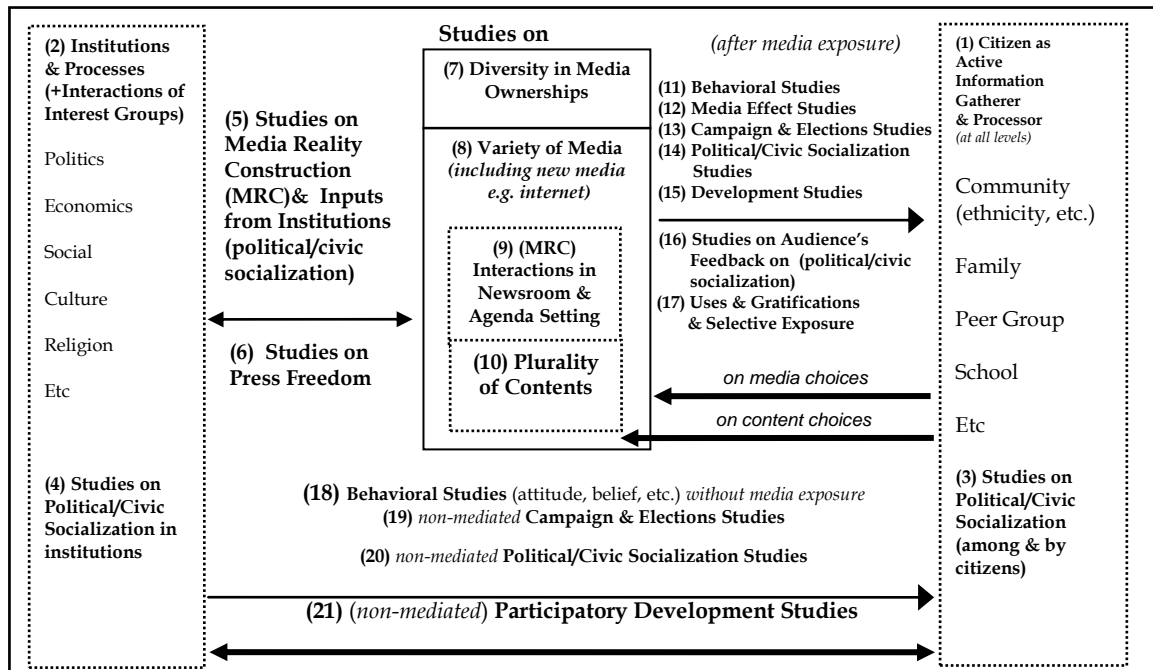 (2) Institutions
& Processes
(+Interactions of
Interest Groups)
Politics
Economics
Social
Culture
Religion
Etc
(4) Studies on
Political/Civic
Socialization in
institutions
(5) Studies on
Media Reality
Construction
(MRC)& Inputs
from Institutions
(political/civic
socialization)
(6) Studies on
Press Freedom
Studies on
(7) Diversity in Media
Ownerships
(8) Variety of Media
(including new media
e.g. internet)
(9) (MRC)
Interactions in
Newsroom &
Agenda Setting
(10) Plurality
of Contents
(after media exposure)
(11) Behavioral Studies
(12) Media Effect Studies
(13) Campaign & Elections Studies
(14) Political/Civic Socialization
Studies
(15) Development Studies
(16) Studies on Audience's
Feedback on (political/civic
socialization)
(17) Uses & Gratifications
& Selective Exposure
on media choices
on content choices
(1) Citizen as
Active
Information
Gatherer
& Processor
(at all levels)
Community
(ethnicity, etc.)
Family
Peer Group
School
Etc
(3) Studies on
Political/Civic
Socialization
(among & by
citizens)
(18) Behavioral Studies (attitude, belief, etc.) without media exposure
(19) non-mediated Campaign & Elections Studies
(20) non-mediated Political/Civic Socialization Studies
(21) (non-mediated) Participatory Development Studies